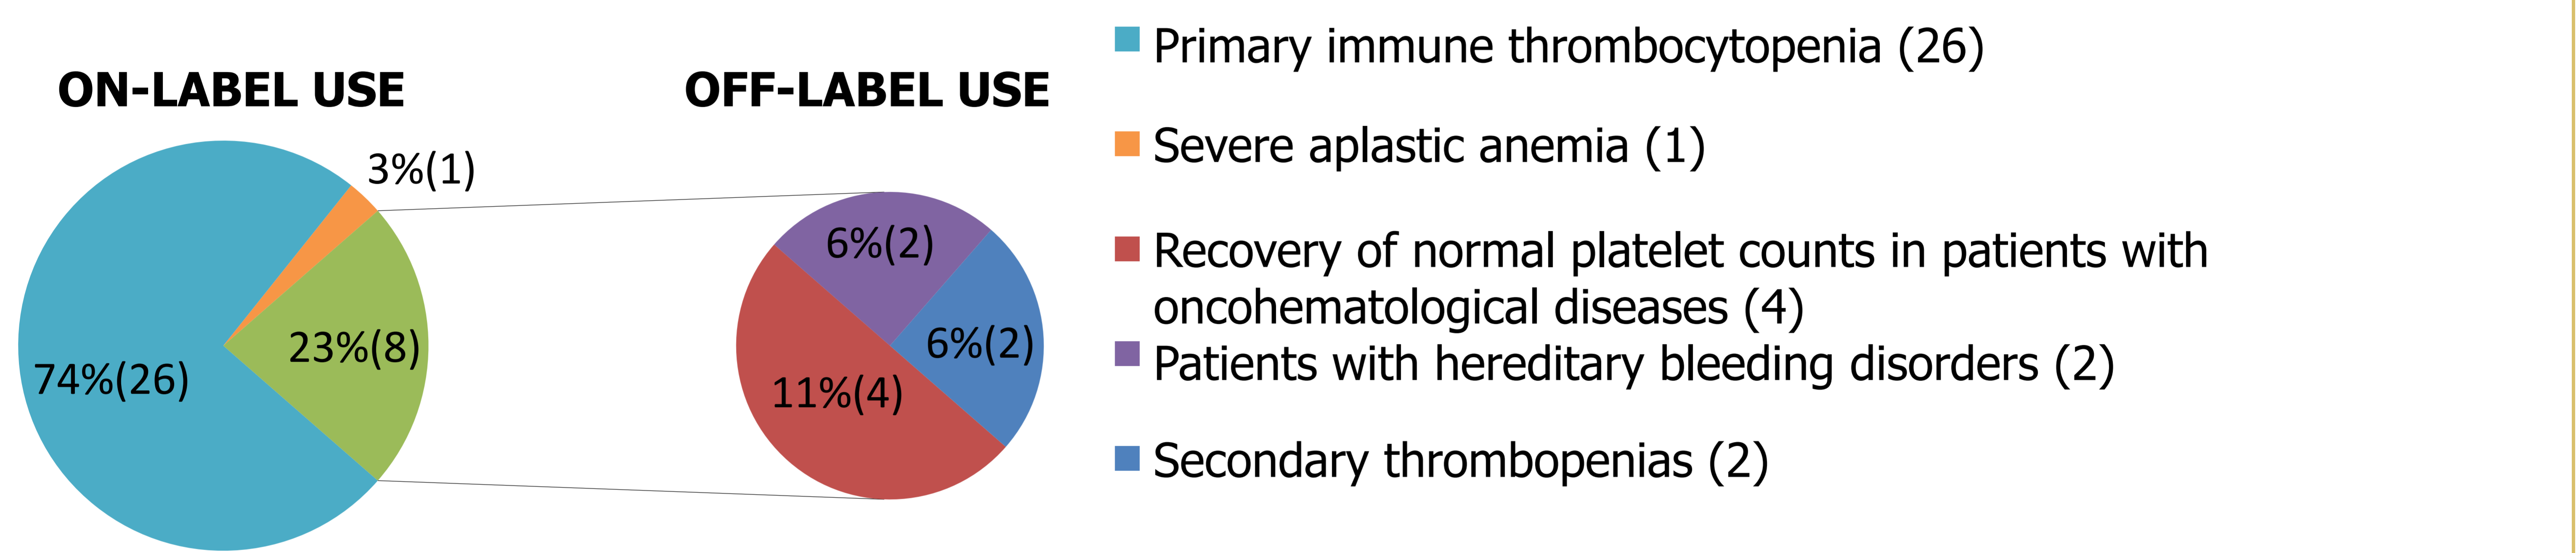 ON-LABEL USE
OFF-LABEL USE
3%(1)
23%(8)
74%(26)
6%(2)
6%(2)
11%(4)
Primary immune thrombocytopenia (26)
Severe aplastic anemia (1)
Recovery of normal platelet counts in patients with
oncohematological diseases (4)
Patients with hereditary bleeding disorders (2)
Secondary thrombopenias (2)